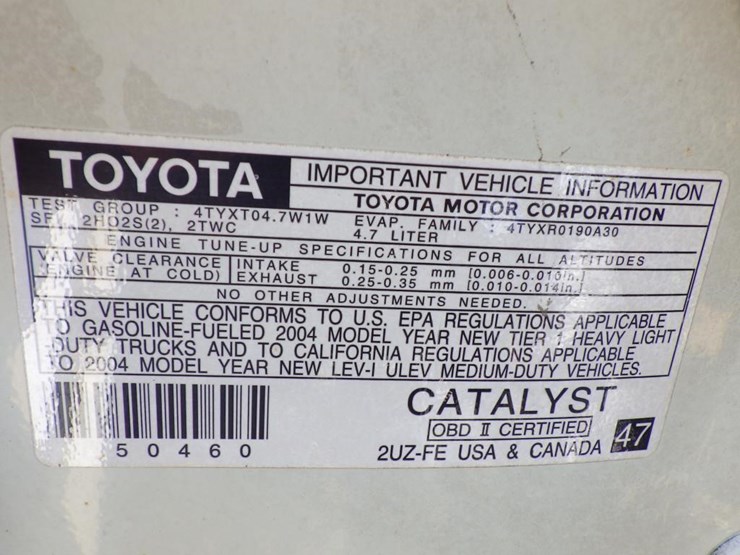 TOYOTA
IMPORTANT VEHICLE INFORMATION
TOYOTA MOTOR CORPORATION
TEST GROUP : 4TYXT04.7W1W EVAP. FAMILY : 4TYXR0190A30
2HO2S(2), 2TWC 4.7 LITER
ENGINE TUNE-UP SPECIFICATIONS FOR ALL ALTITUDES
VALVE CLEARANCE INTAKE 0.15-0.25 mm [0.006-0.010in.]
(ENGINE AT COLD) EXHAUST 0.25-0.35 mm [0.010-0.014in.]
NO OTHER ADJUSTMENTS NEEDED.
THIS VEHICLE CONFORMS TO U.S. EPA REGULATIONS APPLICABLE
TO GASOLINE-FUELED 2004 MODEL YEAR NEW TIER 1 HEAVY LIGHT
-DUTY TRUCKS AND TO CALIFORNIA REGULATIONS APPLICABLE
TO 2004 MODEL YEAR NEW LEV-I ULEV MEDIUM-DUTY VEHICLES.
CATALYST
OBD II CERTIFIED
50460
2UZ-FE USA & CANADA 47